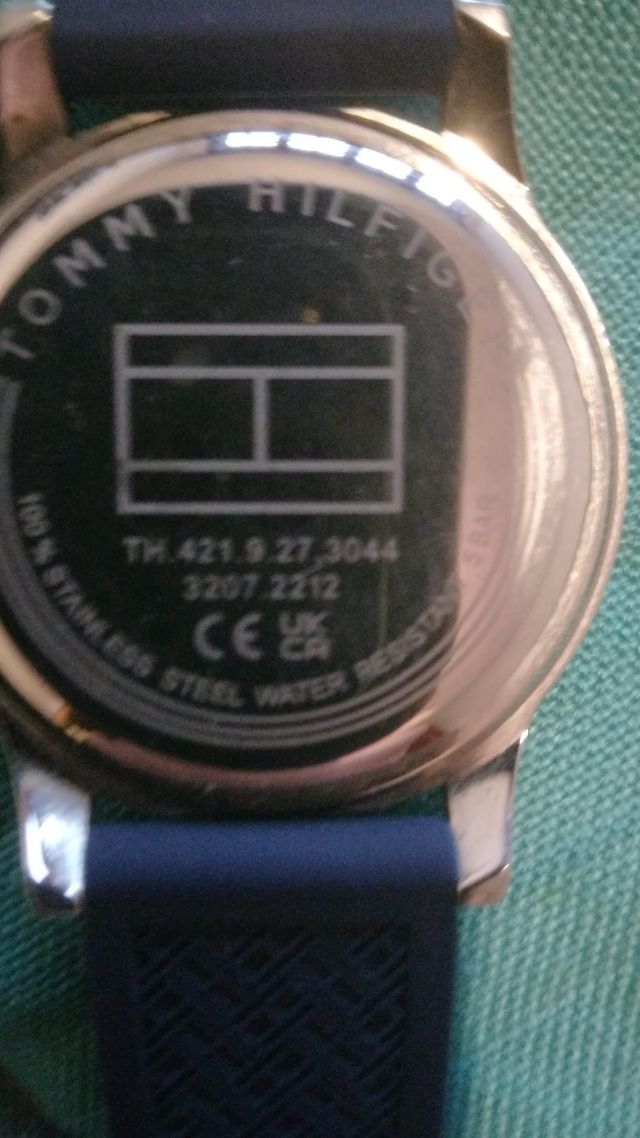 TOMMY HILFIG
TH.421.9.27.3044
3207.2212
CE UK
CA
100% STAINLESS STEEL WATER RESISTANT 5 BAR